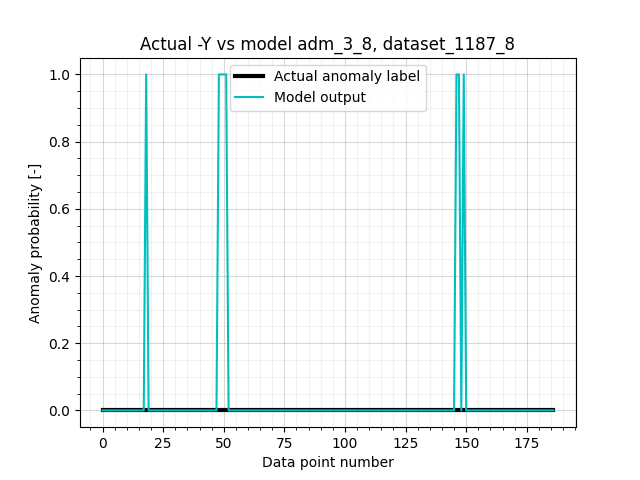 Actual -Y vs model adm_3_8, dataset_1187_8
Actual anomaly label
Model output
Anomaly probability [-]
1.0
0.8
0.6
0.4
0.2
0.0
0 25 50 75 100 125 150 175
Data point number